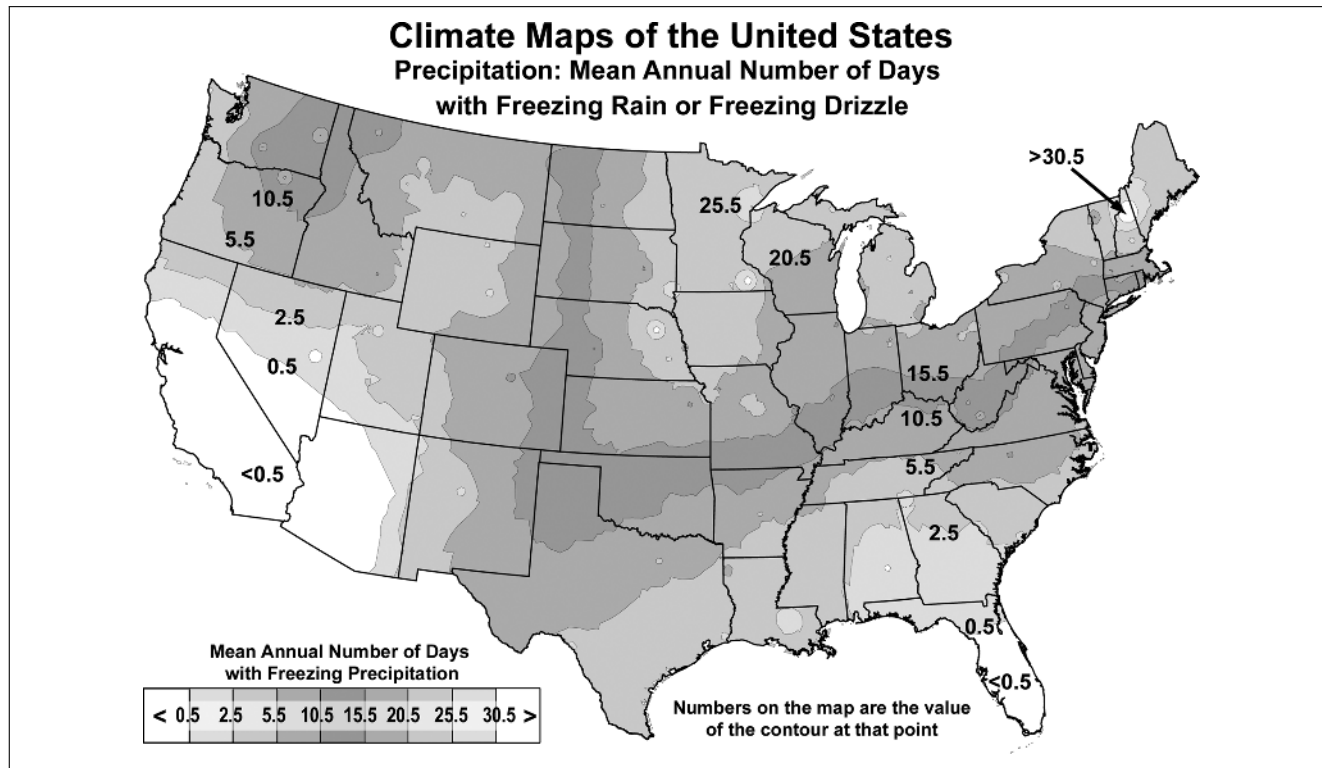 Climate Maps of the United States
Precipitation: Mean Annual Number of Days
with Freezing Rain or Freezing Drizzle
>30.5
10.5
25.5
5.5
20.5
2.5
0.5
15.5
10.5
<0.5
5.5
2.5
0.5
<0.5
Mean Annual Number of Days
with Freezing Precipitation
< 0.5 2.5 5.5 10.5 15.5 20.5 25.5 30.5 >
Numbers on the map are the value
of the contour at that point